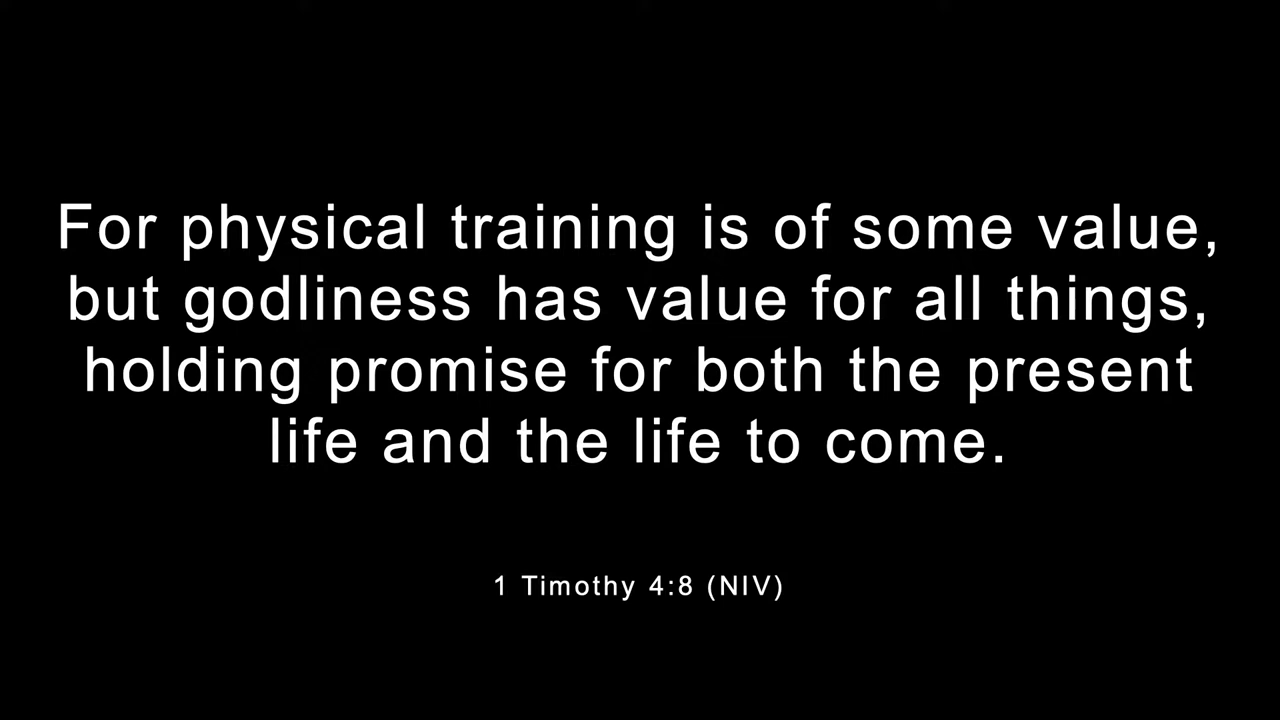 For physical training is of some value,
but godliness has value for all things,
holding promise for both the present
life and the life to come.
1 Timothy 4:8 (NIV)